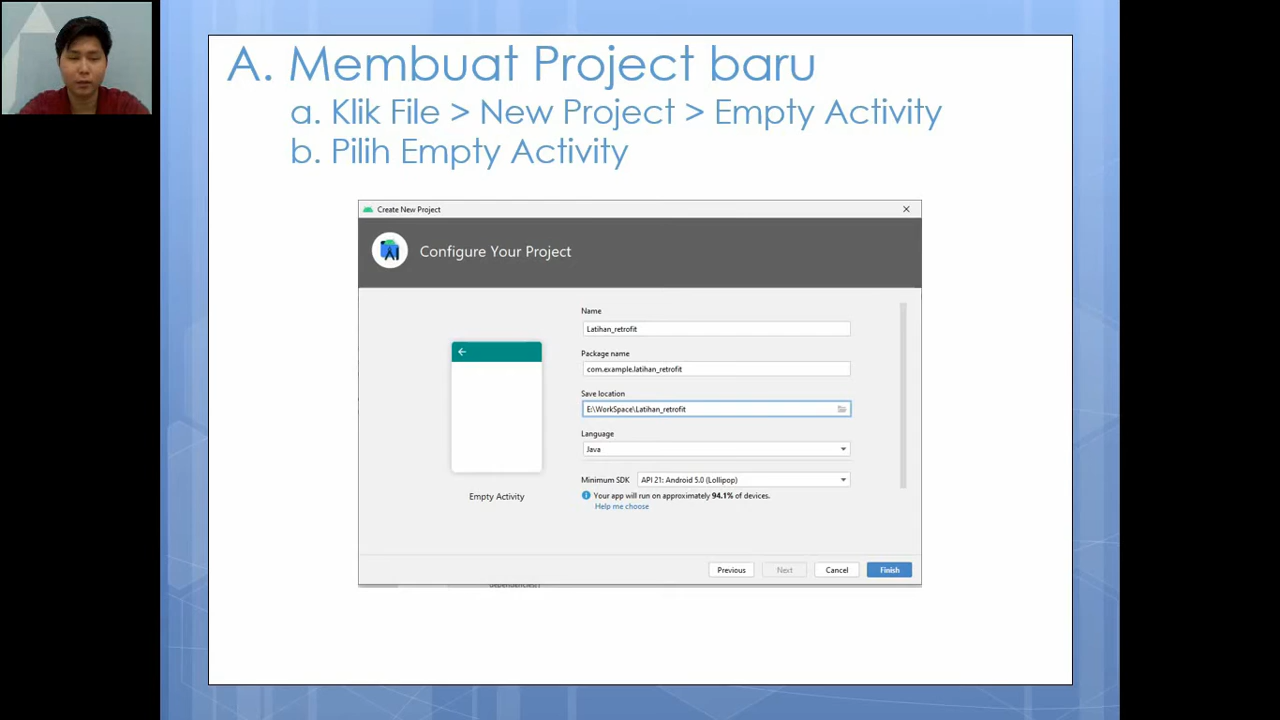 A. Membuat Project baru
a. Klik File > New Project > Empty Activity
b. Pilih Empty Activity
Create New Project
Configure Your Project
Name
Latihan_retrofit
Package name
com.example.latihan_retrofit
Save location
E:\WorkSpace\Latihan_retrofit
Language
Java
Minimum SDK API 21: Android 5.0 (Lollipop)
Your app will run on approximately 94.1% of devices.
Help me choose
Empty Activity
Previous Next Cancel Finish